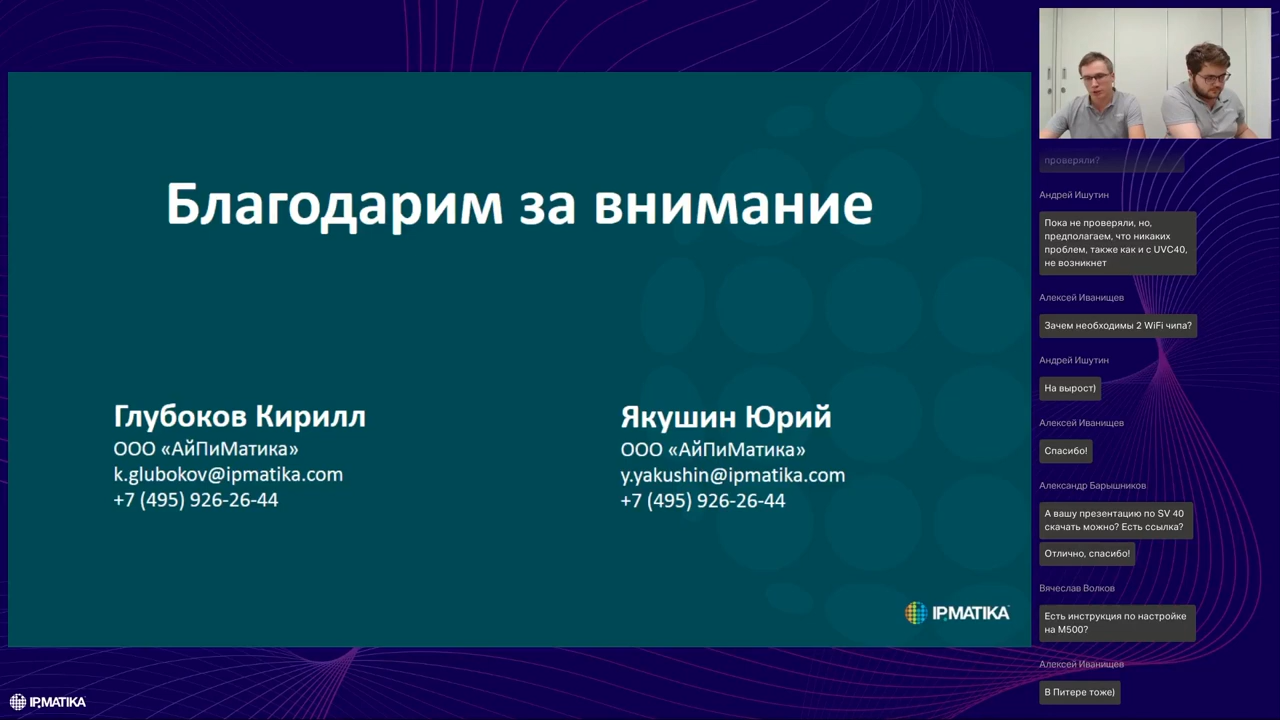 Благодарим за внимание
Глубоков Кирилл
ООО «АйПиМатика»
k.glubokov@ipmatika.com
+7 (495) 926-26-44
Якушин Юрий
ООО «АйПиМатика»
y.yakushin@ipmatika.com
+7 (495) 926-26-44
IPMATIKA
IPMATIKA
проверяли?
Андрей Ишутин
Пока не проверяли, но,
предполагаем, что никаких
проблем, также как и с UVC40,
не возникнет
Алексей Иванищев
Зачем необходимы 2 WiFi чипа?
Андрей Ишутин
На вырост)
Алексей Иванищев
Спасибо!
Александр Барышников
А вашу презентацию по SV 40
скачать можно? Есть ссылка?
Отлично, спасибо!
Вячеслав Волков
Есть инструкция по настройке
на M500?
Алексей Иванищев
В Питере тоже)